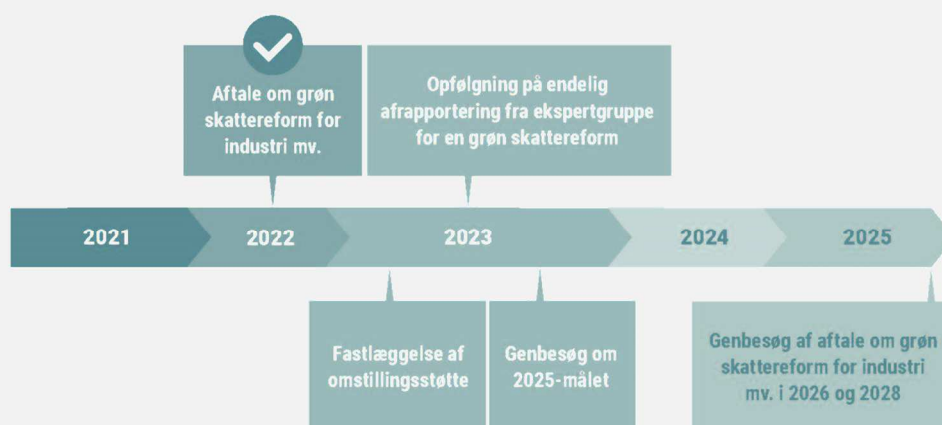 Aftale om grøn
skattereform for
industri mv.
Opfølgning på endelig
afrapportering fra ekspertgruppe
for en grøn skattereform
2021
2022
2023
2024
2025
Fastlæggelse af
omstillingsstøtte
Genbesøg om
2025-målet
Genbesøg af aftale om grøn
skattereform for industri
mv. i 2026 og 2028